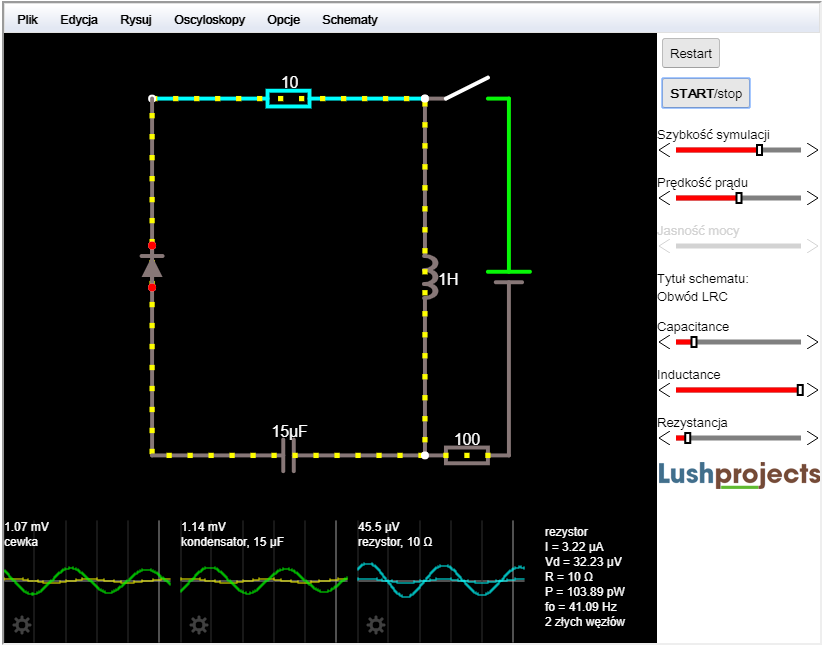 Plik Edycja Rysuj Oscyloskopy Opcje Schematy
Restart
START/stop
Szybkość symulacji
Prędkość prądu
Jasność mocy
Tytuł schematu:
Obwód LRC
Capacitance
Inductance
Rezystancja
Lushprojects
10
1H
15μF
100
1.07 mV
cewka
1.14 mV
kondensator, 15 μF
45.5 μV
rezystor, 10 Ω
rezystor
I = 3.22 μA
Vd = 32.23 μV
R = 10 Ω
P = 103.89 pW
fo = 41.09 Hz
2 złych węzłów